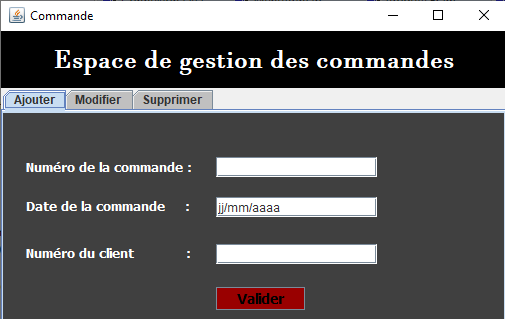 Commande
Espace de gestion des commandes
Ajouter Modifier Supprimer
Numéro de la commande :
Date de la commande : jj/mm/aaaa
Numéro du client :
Valider